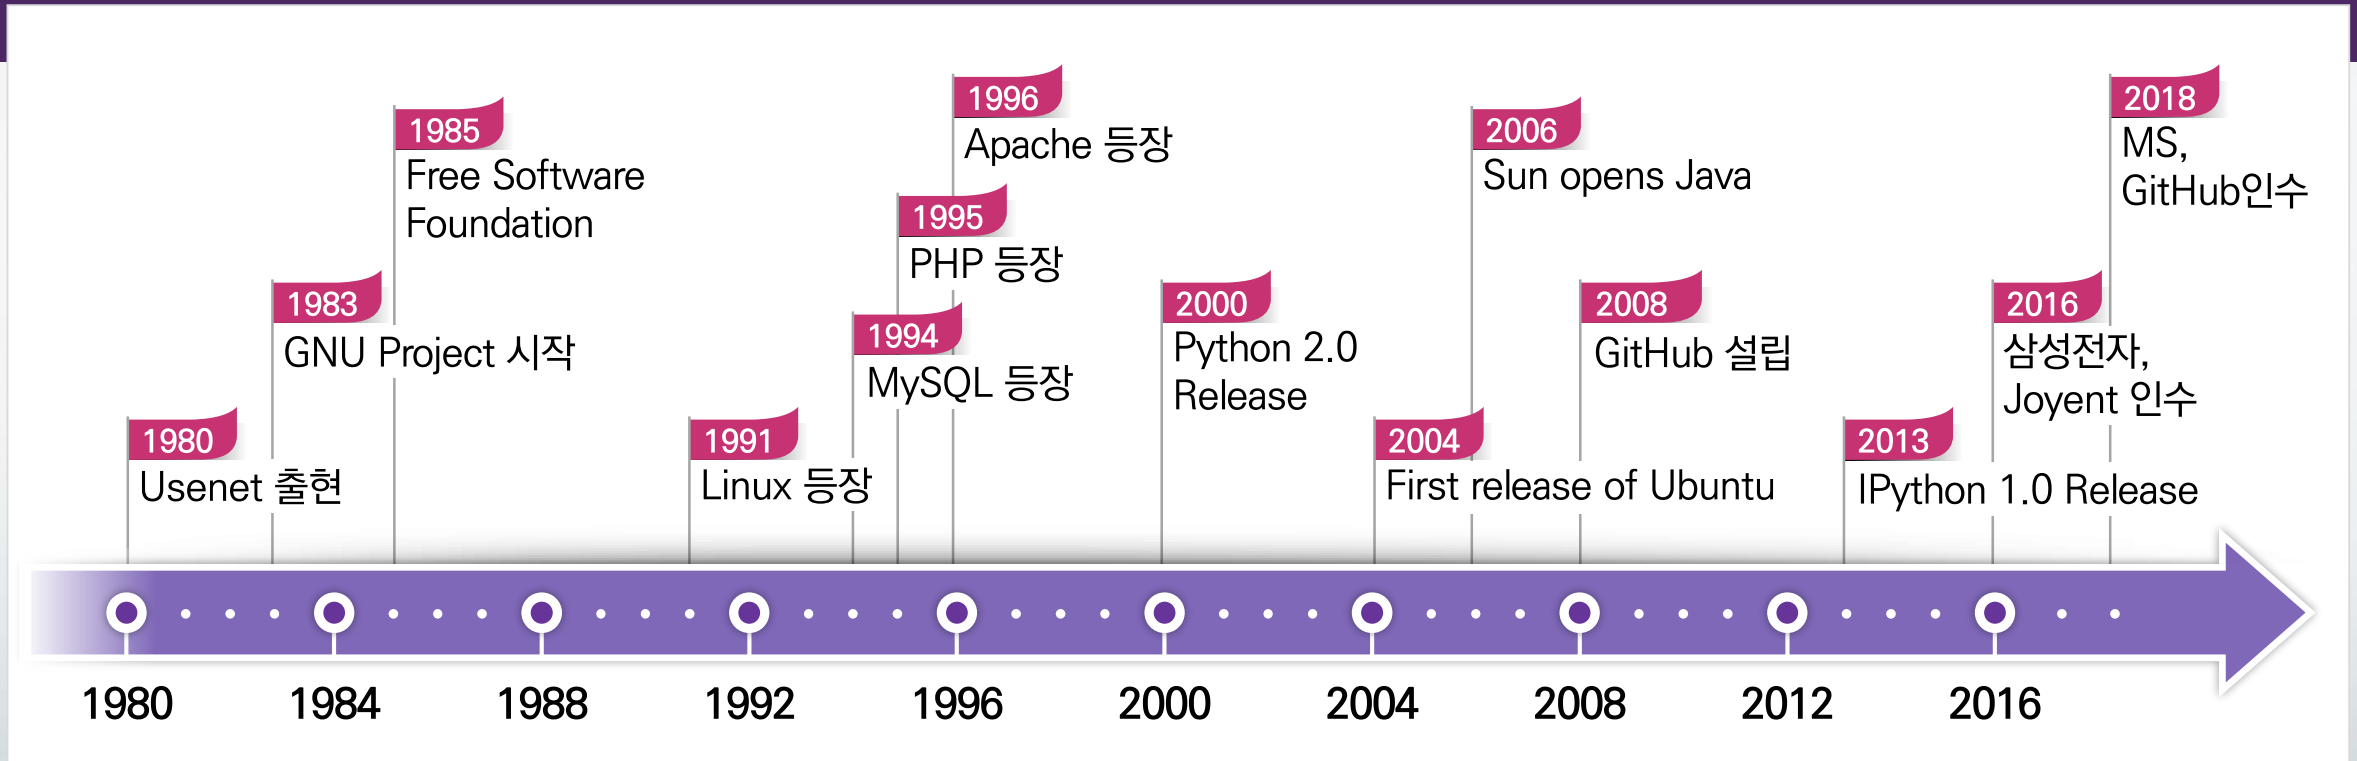 1980
Usenet 출현
1983
GNU Project 시작
1985
Free Software
Foundation
1991
Linux 등장
1994
MySQL 등장
1995
PHP 등장
1996
Apache 등장
2000
Python 2.0
Release
2004
First release of Ubuntu
2006
Sun opens Java
2008
GitHub 설립
2013
IPython 1.0 Release
2016
삼성전자,
Joyent 인수
2018
MS,
GitHub인수
1980
1984
1988
1992
1996
2000
2004
2008
2012
2016